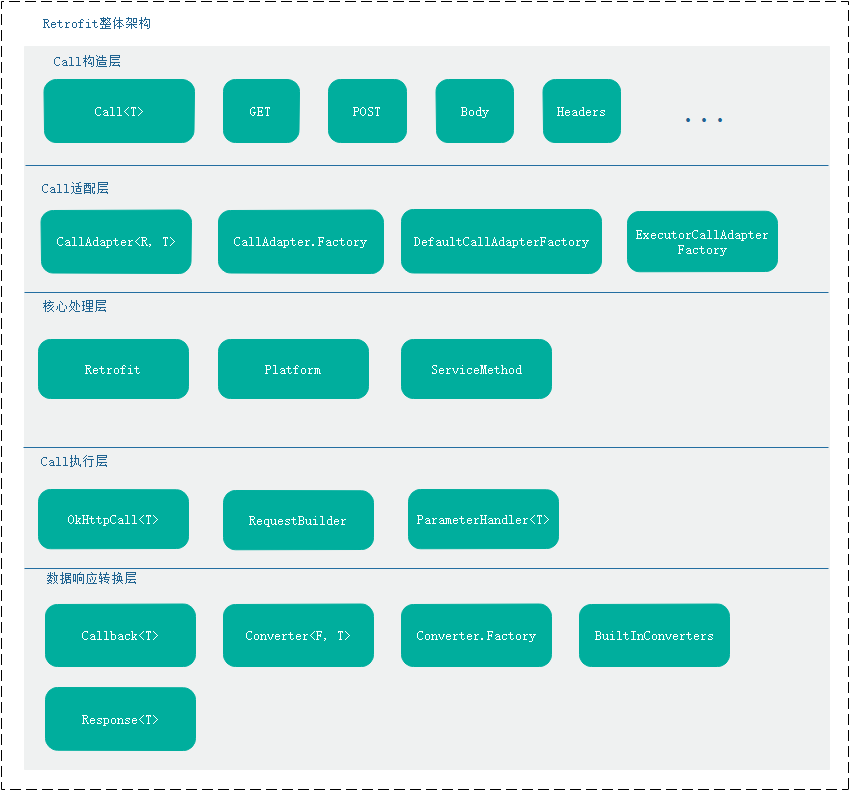 Retrofit整体架构
Call构造层
Call<T>
GET
POST
Body
Headers
...
Call适配层
CallAdapter<R, T>
CallAdapter.Factory
DefaultCallAdapterFactory
ExecutorCallAdapter
Factory
核心处理层
Retrofit
Platform
ServiceMethod
Call执行层
OkHttpCall<T>
RequestBuilder
ParameterHandler<T>
数据响应转换层
Callback<T>
Converter<F, T>
Converter.Factory
BuiltInConverters
Response<T>